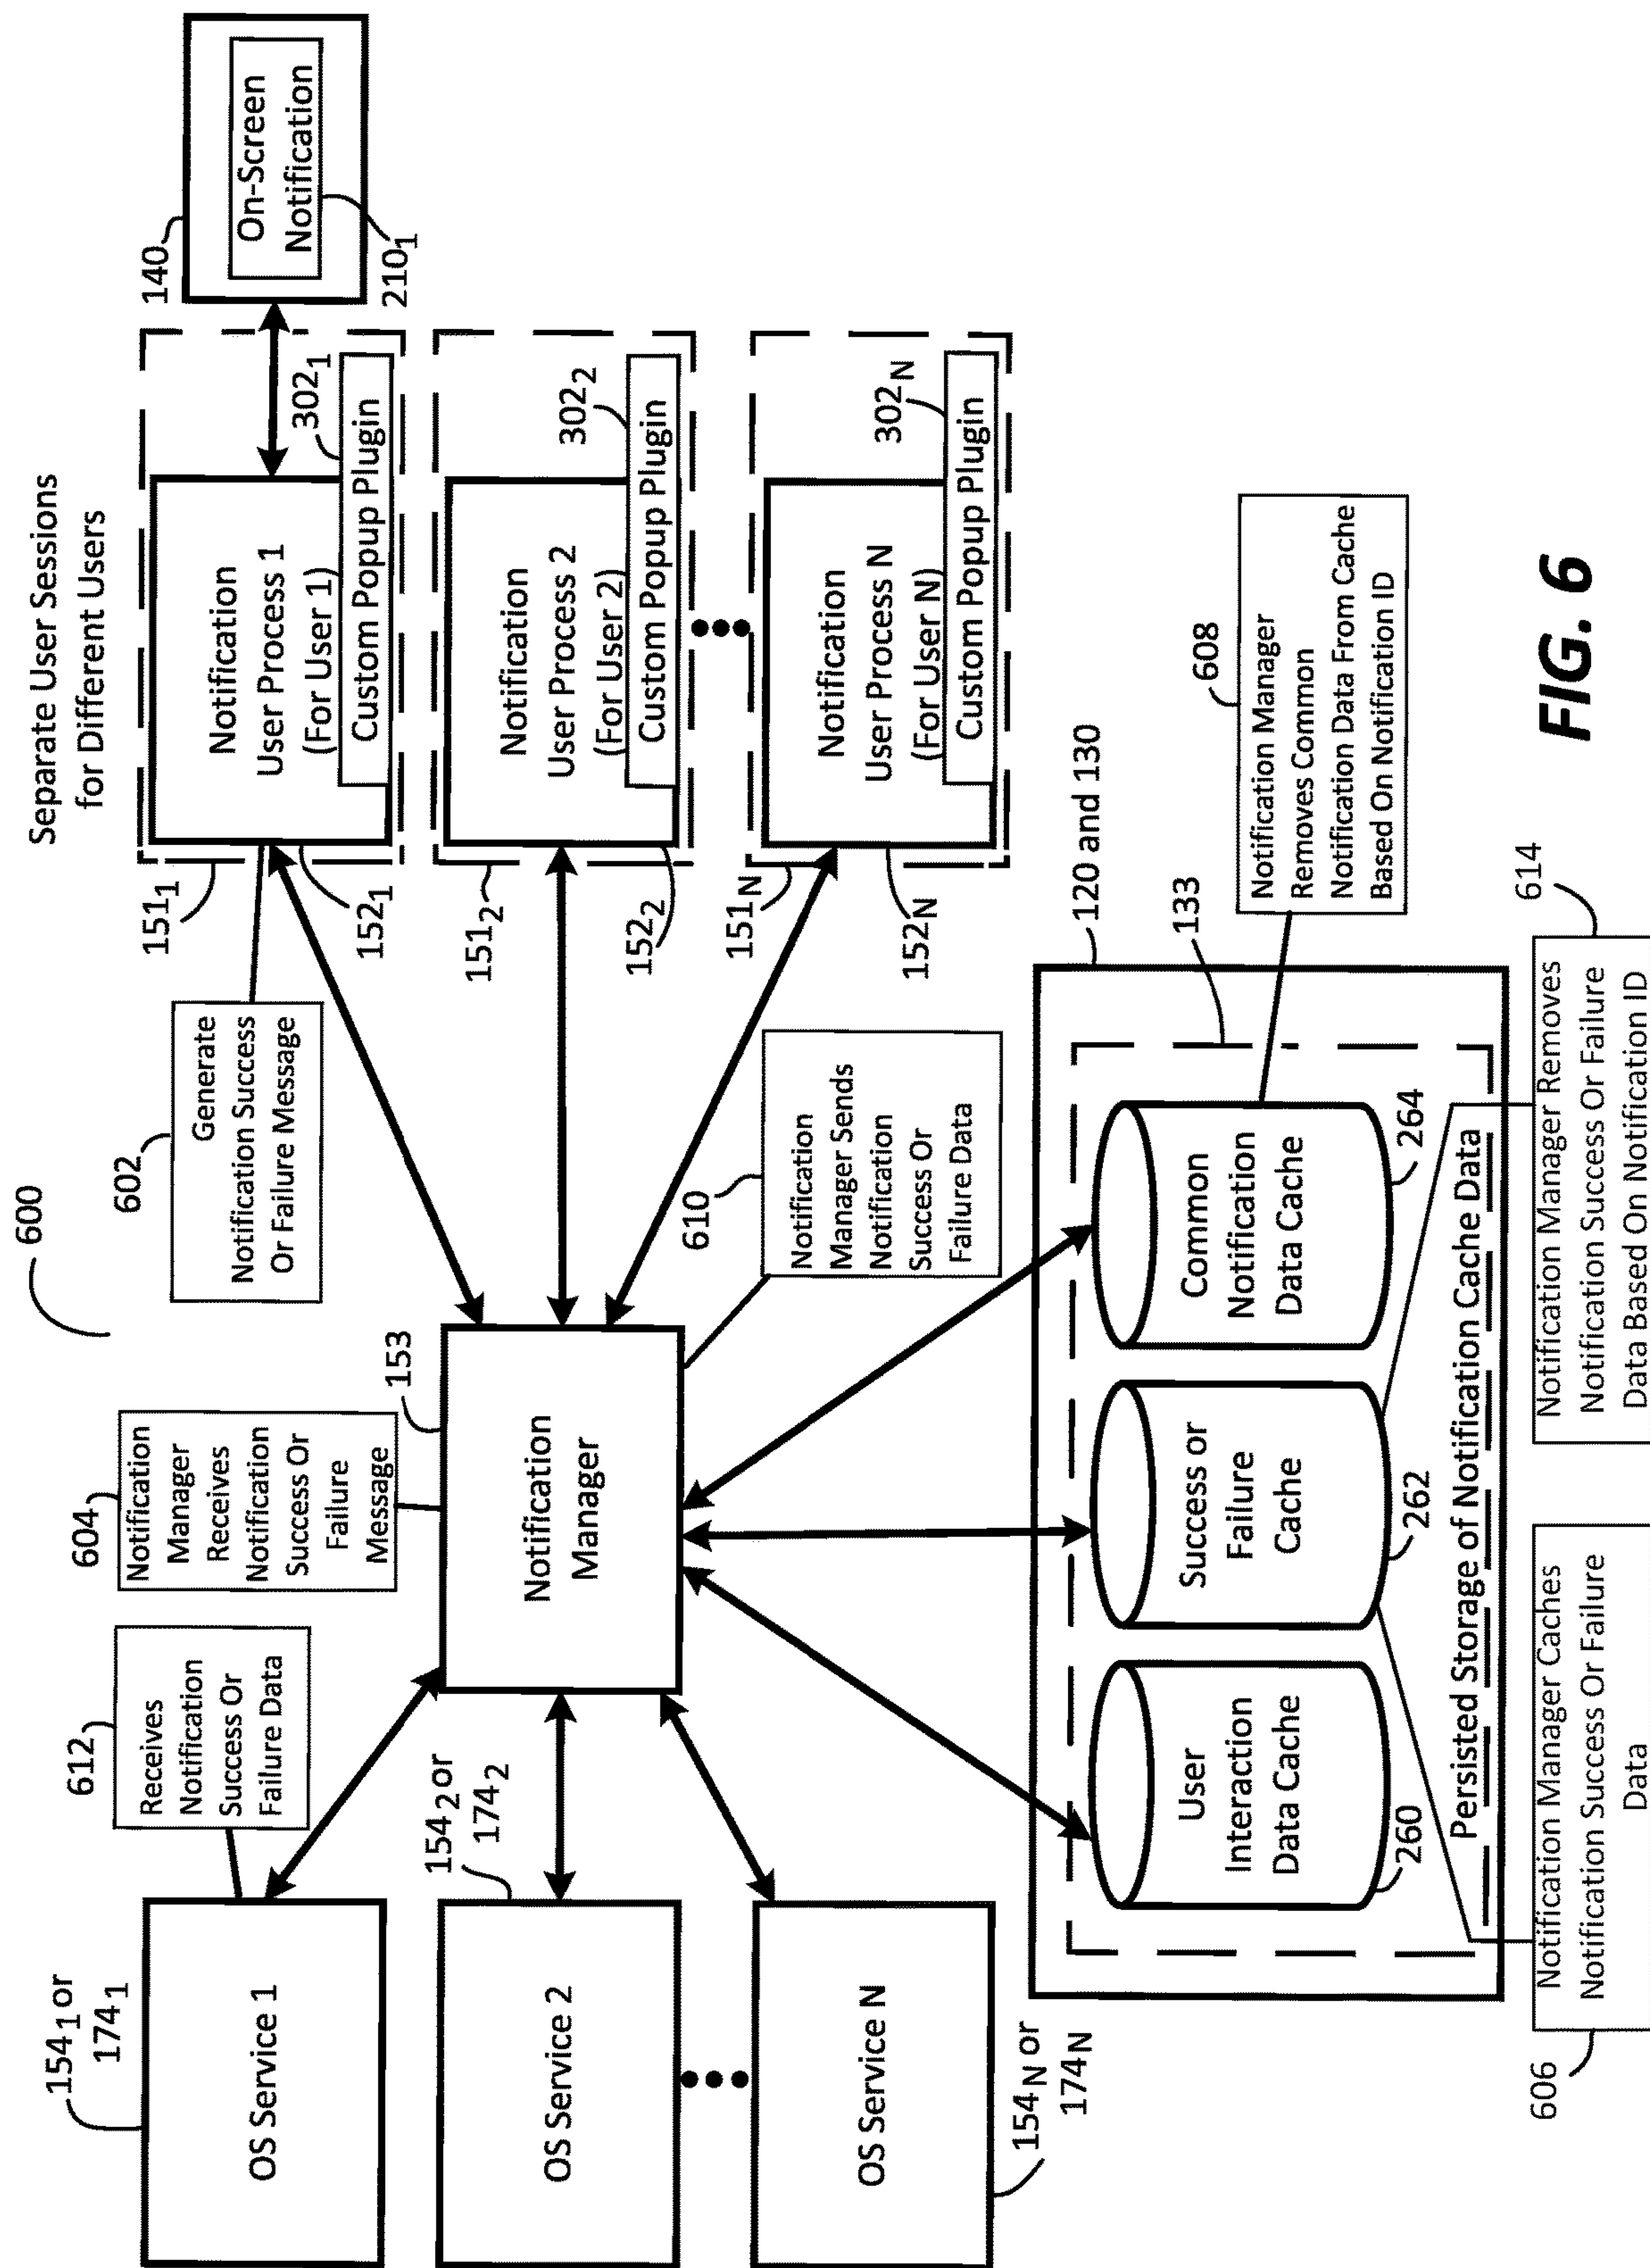 600
Separate User Sessions
for Different Users
154₁ or
174₁
OS Service 1
154₂ or
174₂
OS Service 2
OS Service N
154N or
174N
612
Receives
Notification
Success Or
Failure Data
604
Notification
Manager
Receives
Notification
Success Or
Failure
Message
153
Notification
Manager
602
Generate
Notification Success
Or Failure Message
610
Notification
Manager Sends
Notification
Success Or
Failure Data
151₁
152₁
Notification
User Process 1
(For User 1)
302₁
Custom Popup Plugin
140
On-Screen
Notification
210₁
151₂
152₂
Notification
User Process 2
(For User 2)
302₂
Custom Popup Plugin
151N
152N
Notification
User Process N
(For User N)
302N
Custom Popup Plugin
120 and 130
133
User
Interaction
Data Cache
260
Success or
Failure
Cache
262
Common
Notification
Data Cache
264
Persisted Storage of Notification Cache Data
608
Notification Manager
Removes Common
Notification Data From Cache
Based On Notification ID
606
Notification Manager Caches
Notification Success Or Failure
Data
614
Notification Manager Removes
Notification Success Or Failure
Data Based On Notification ID
FIG. 6